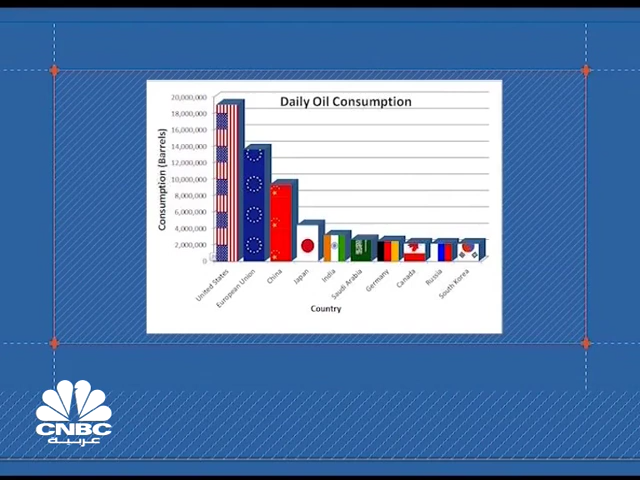 Daily Oil Consumption
Consumption (Barrels)
20,000,000
18,000,000
16,000,000
14,000,000
12,000,000
10,000,000
8,000,000
6,000,000
4,000,000
2,000,000
0
United States
European Union
China
Japan
India
Saudi Arabia
Germany
Canada
Russia
South Korea
Country
CNBC
عربية